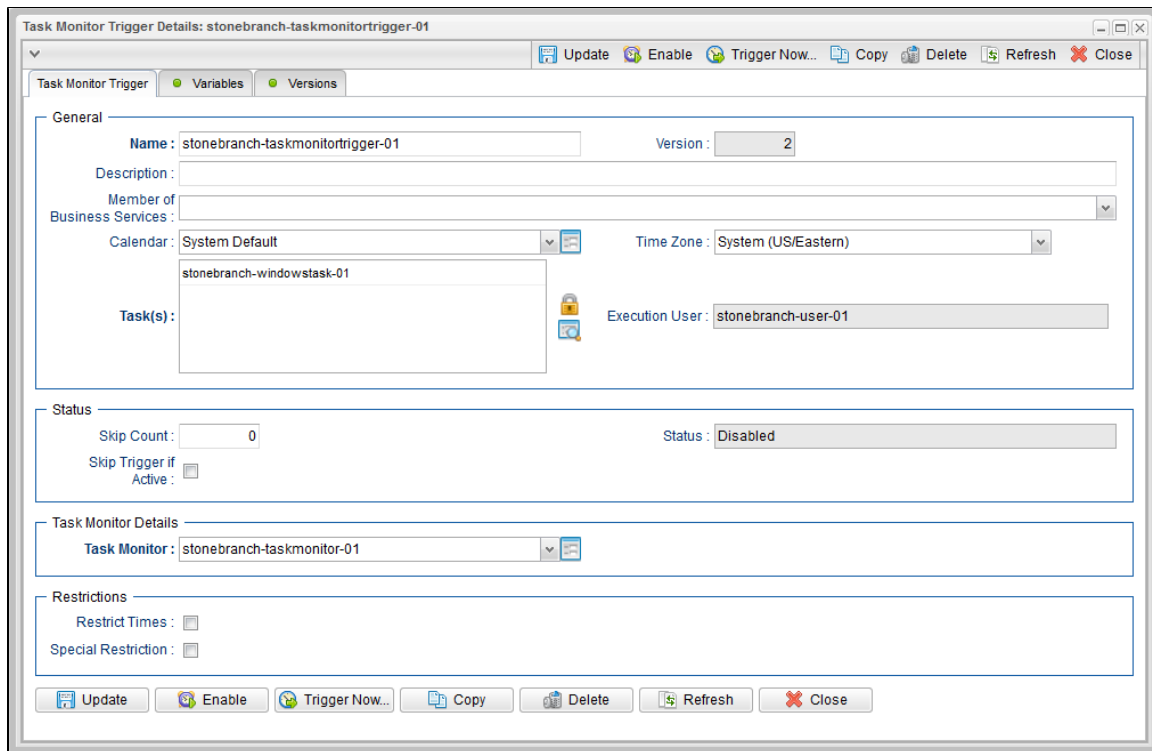 Task Monitor Trigger Details: stonebranch-taskmonitortrigger-01
Update Enable Trigger Now... Copy Delete Refresh Close
Task Monitor Trigger Variables Versions
General
Name : stonebranch-taskmonitortrigger-01 Version : 2
Description :
Member of
Business Services :
Calendar : System Default Time Zone : System (US/Eastern)
stonebranch-windowstask-01
Task(s) : Execution User : stonebranch-user-01
Status
Skip Count : 0 Status : Disabled
Skip Trigger if
Active :
Task Monitor Details
Task Monitor : stonebranch-taskmonitor-01
Restrictions
Restrict Times :
Special Restriction :
Update Enable Trigger Now... Copy Delete Refresh Close